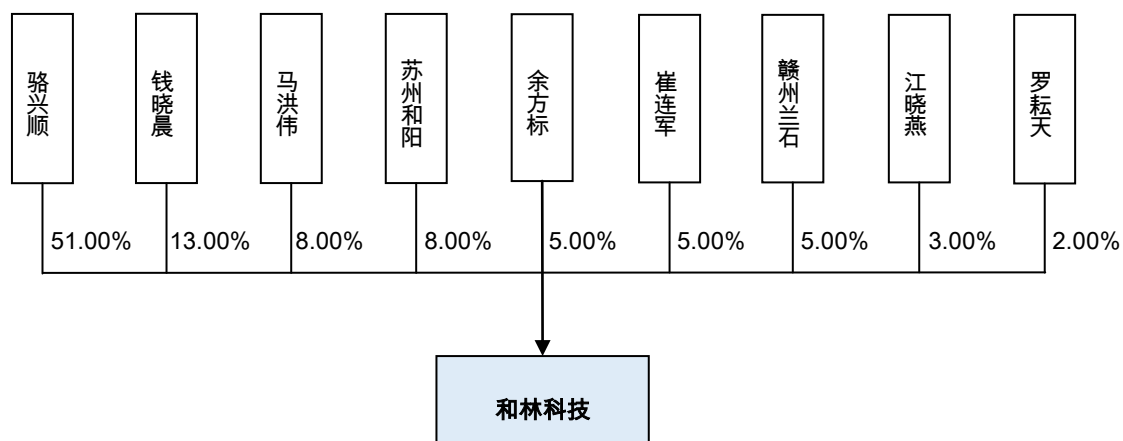 骆兴顺
钱晓晨
马洪伟
苏州和阳
余方标
崔连军
赣州兰石
江晓燕
罗耘天
51.00%
13.00%
8.00%
8.00%
5.00%
5.00%
5.00%
3.00%
2.00%
和林科技